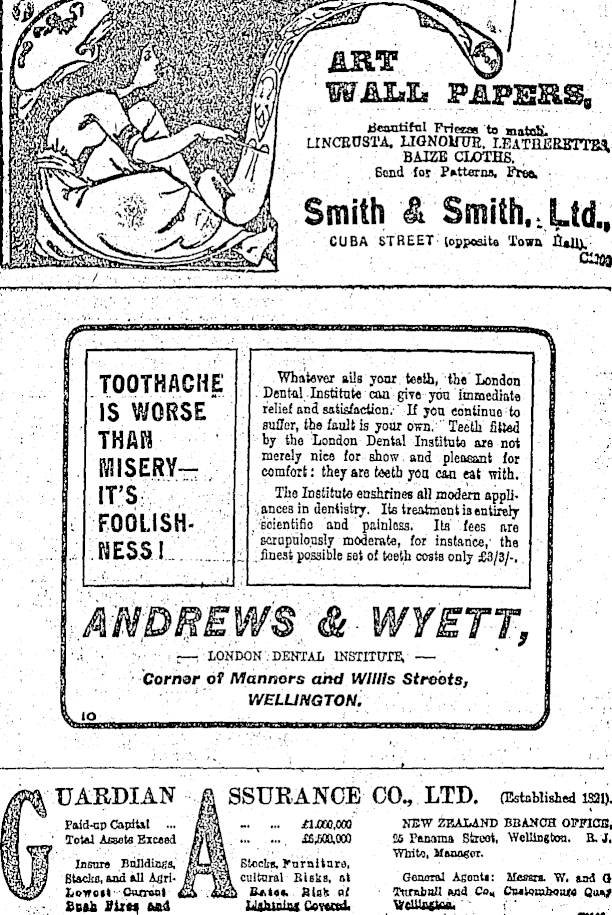 ART
WALL PAPERS,
Beautiful Friezes to match.
LINCRUSTA, LIGNOMUR, LEATHERETTES,
BAIZE CLOTHS.
Send for Patterns, Free.
Smith & Smith, Ltd.,
CUBA STREET (opposite Town Hall).
TOOTHACHE
IS WORSE
THAN
MISERY—
IT'S
FOOLISH-
NESS!
Whatever ails your teeth, the London
Dental Institute can give you immediate
relief and satisfaction. If you continue to
suffer, the fault is your own. Teeth fitted
by the London Dental Institute are not
merely nice for show and pleasant for
comfort: they are teeth you can eat with.
The Institute enshrines all modern appli-
ances in dentistry. Its treatment is entirely
scientific and painless. Its fees are
scrupulously moderate, for instance, the
finest possible set of teeth costs only £3/3/-.
ANDREWS & WYETT,
— LONDON DENTAL INSTITUTE, —
Corner of Manners and Willis Streets,
WELLINGTON.
10
GUARDIAN ASSURANCE CO., LTD. (Established 1821).
Paid-up Capital ... ... ... £1,000,000
Total Assets Exceed ... ... £6,500,000
Insure Buildings, Stocks, Furniture,
Stacks, and all Agri- cultural Risks, at
Lowest Current Rates. Risk of
Bush Fires and Lightning Covered.
NEW ZEALAND BRANCH OFFICE,
Panama Street, Wellington. R. J.
White, Manager.
General Agents: Messrs. W. and G
Turnbull and Co., Customhouse Quay
Wellington.